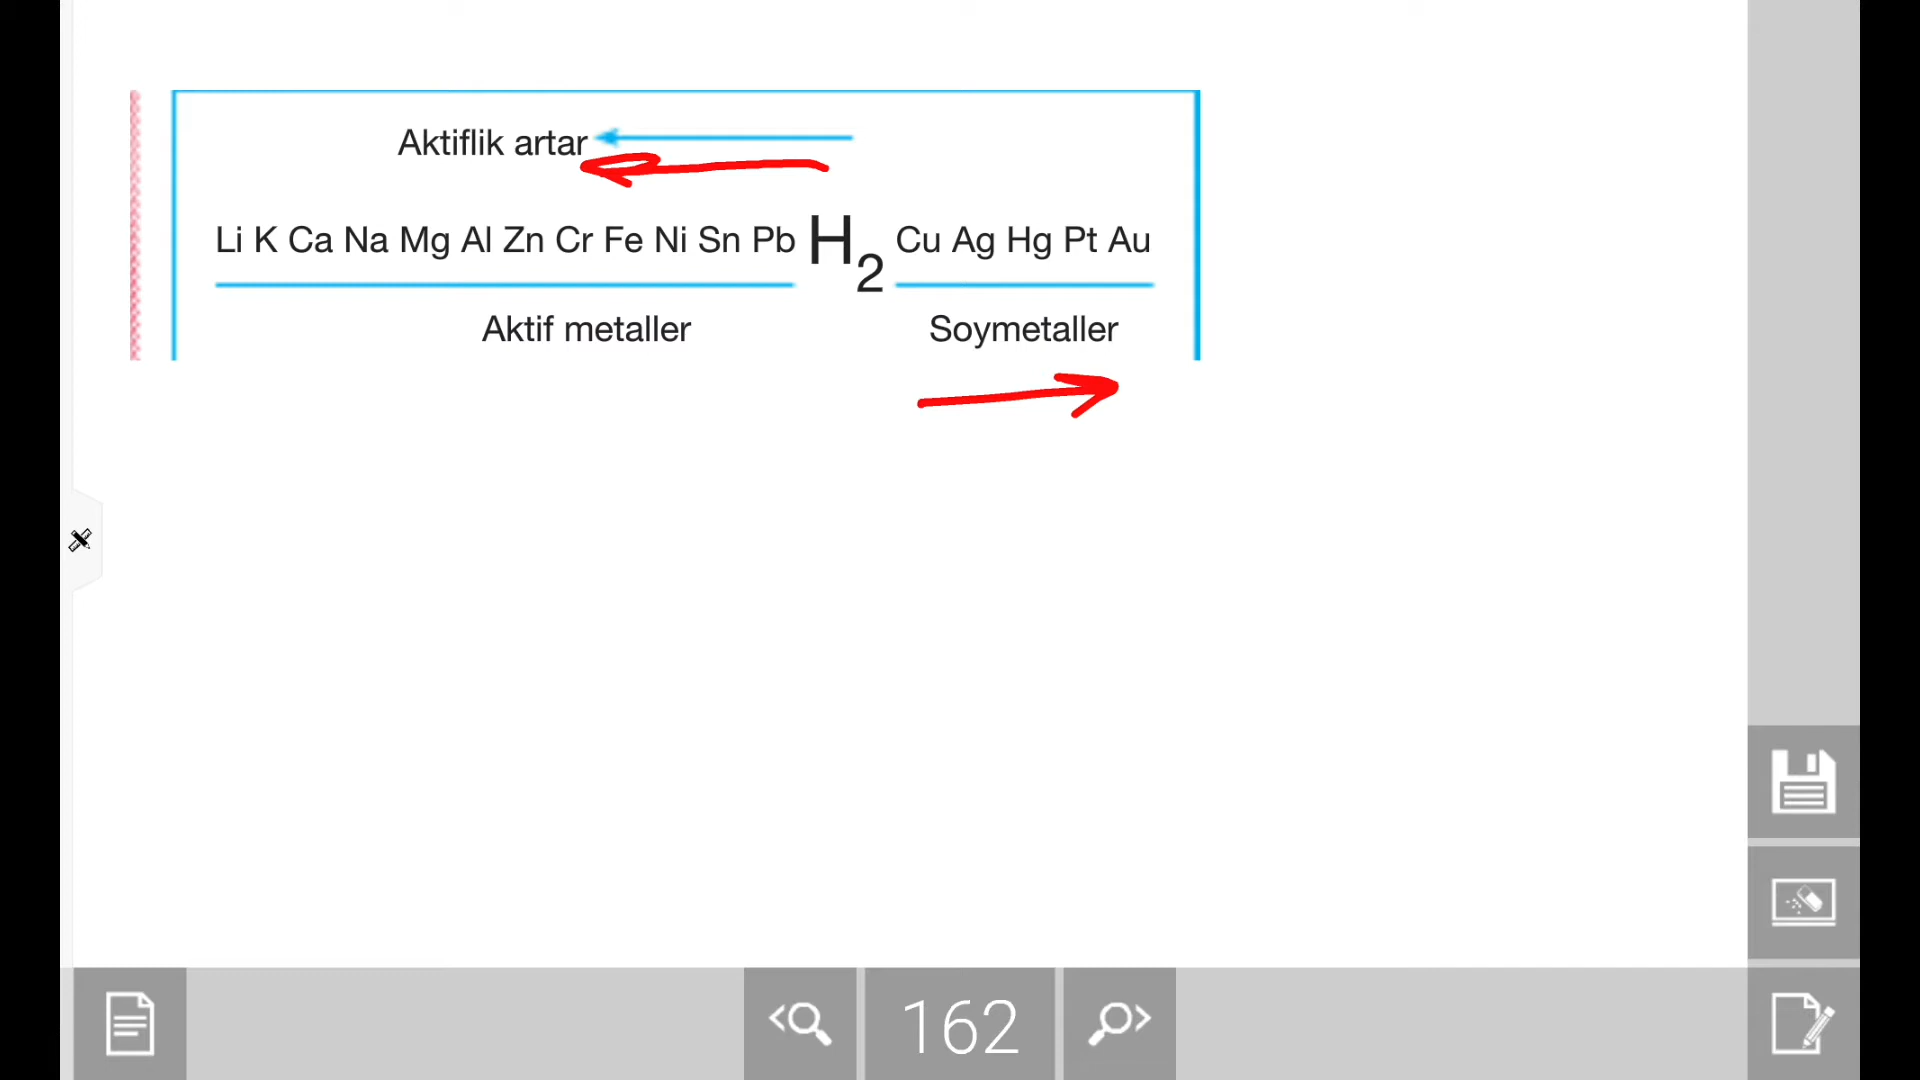 Aktiflik artar
Li K Ca Na Mg Al Zn Cr Fe Ni Sn Pb H₂ Cu Ag Hg Pt Au
Aktif metaller Soymetaller
162